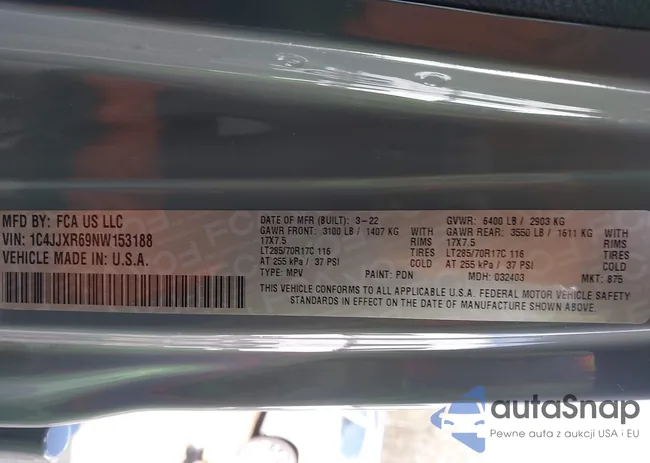 MFD BY: FCA US LLC
VIN: 1C4JJXR69NW153188
VEHICLE MADE IN: U.S.A.
DATE OF MFR (BUILT): 3-22
GVWR: 6400 LB / 2903 KG
GAWR FRONT: 3100 LB / 1407 KG WITH
GAWR REAR: 3550 LB / 1611 KG WITH
17X7.5 RIMS
17X7.5 RIMS
LT285/70R17C 116 TIRES
LT285/70R17C 116 TIRES
AT 255 kPa / 37 PSI COLD
AT 255 kPa / 37 PSI COLD
TYPE: MPV PAINT: PDN MDH: 032403 MKT: 875
THIS VEHICLE CONFORMS TO ALL APPLICABLE U.S.A. FEDERAL MOTOR VEHICLE SAFETY
STANDARDS IN EFFECT ON THE DATE OF MANUFACTURE SHOWN ABOVE.
autoSnap
Pewne auta z aukcji USA i EU